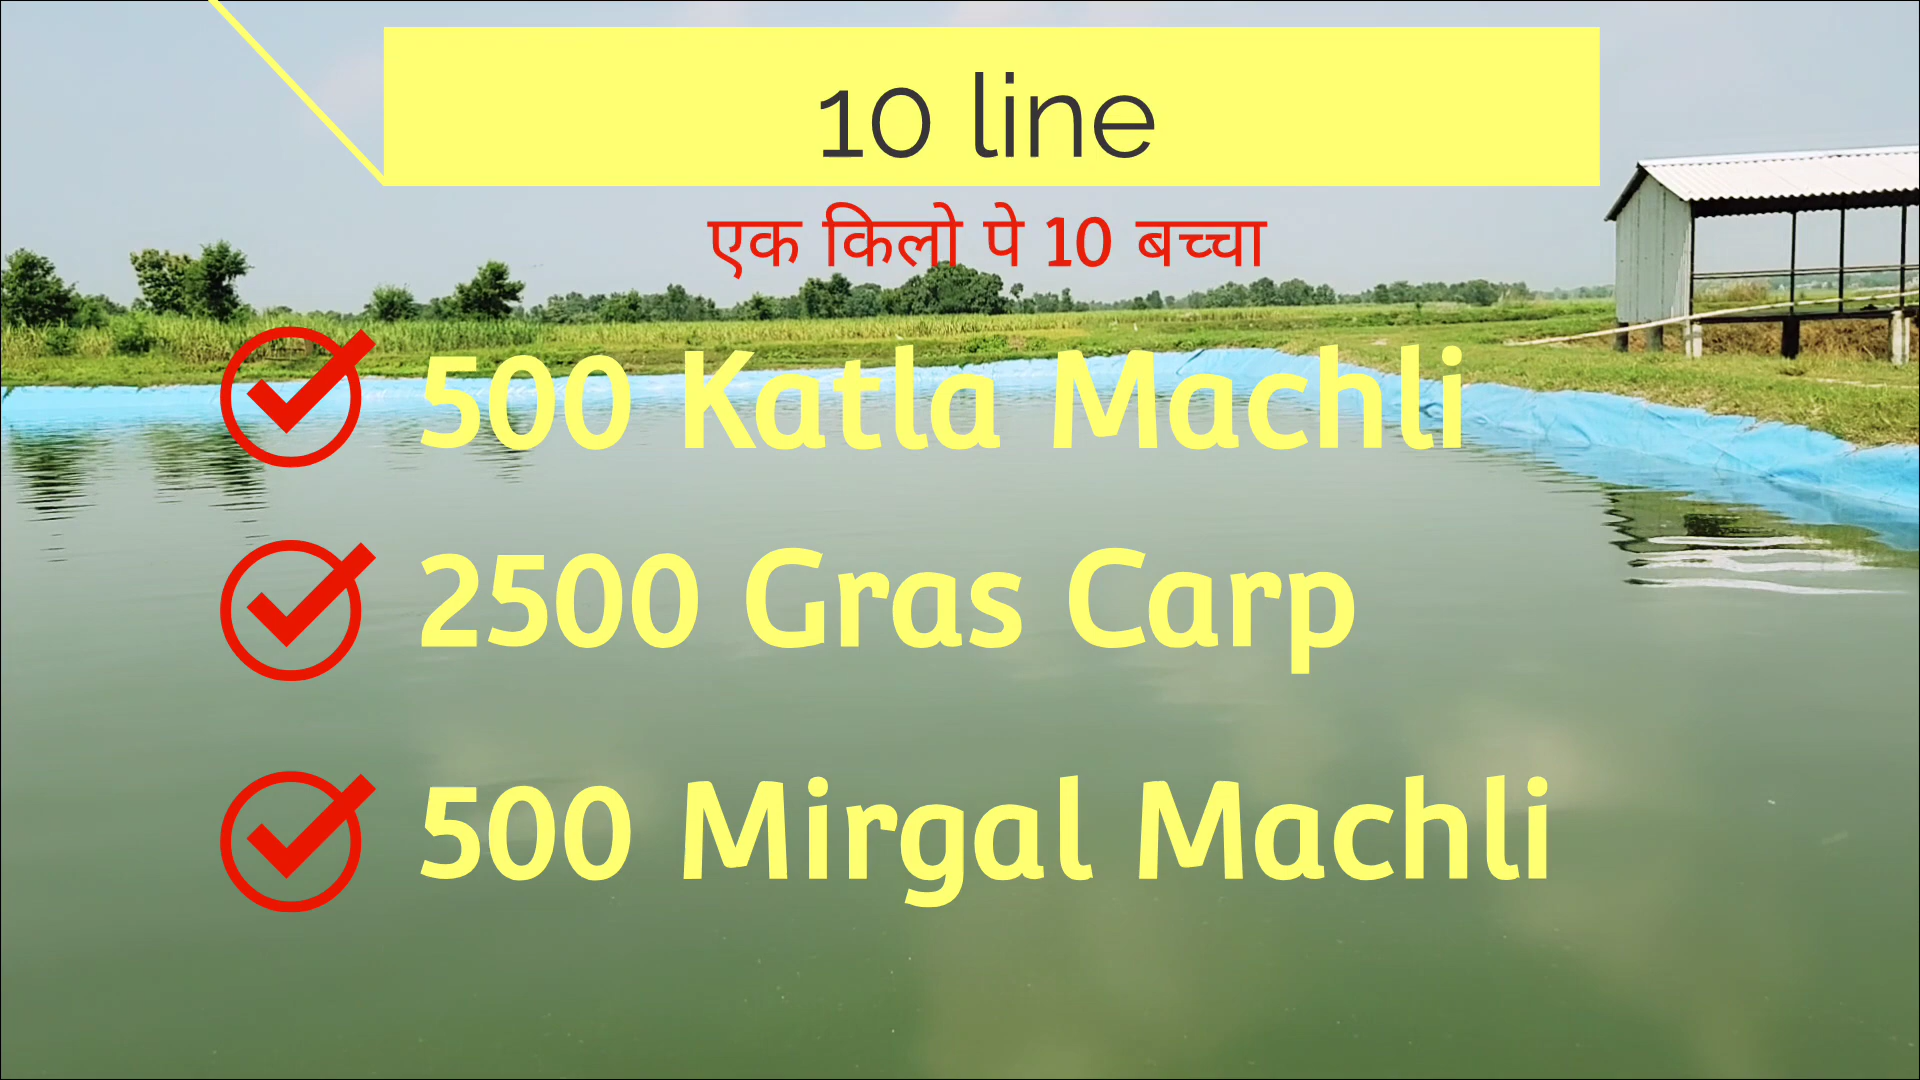 10 line
एक किलो पे 10 बच्चा
500 Katla Machli
2500 Gras Carp
500 Mirgal Machli